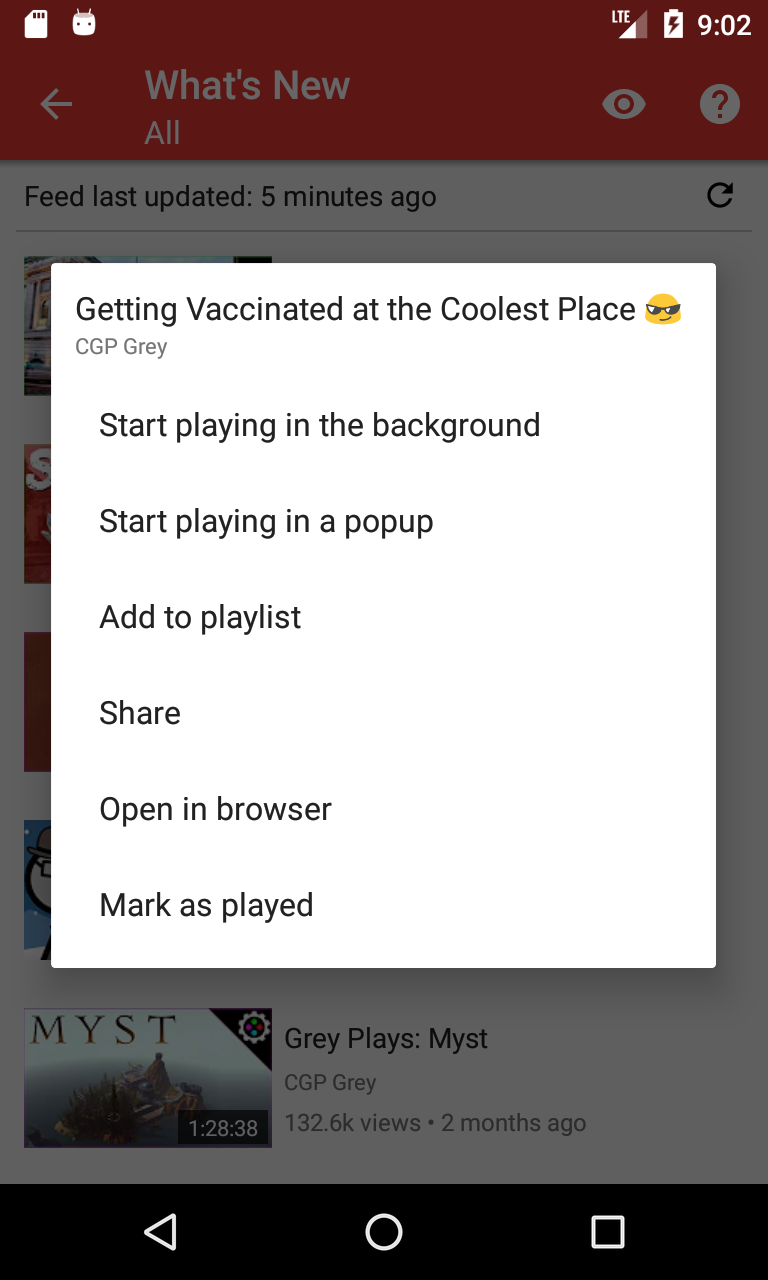 LTE 9:02
What's New
All
Feed last updated: 5 minutes ago
Getting Vaccinated at the Coolest Place 😎
CGP Grey
Start playing in the background
Start playing in a popup
Add to playlist
Share
Open in browser
Mark as played
MYST
1:28:38
Grey Plays: Myst
CGP Grey
132.6k views • 2 months ago